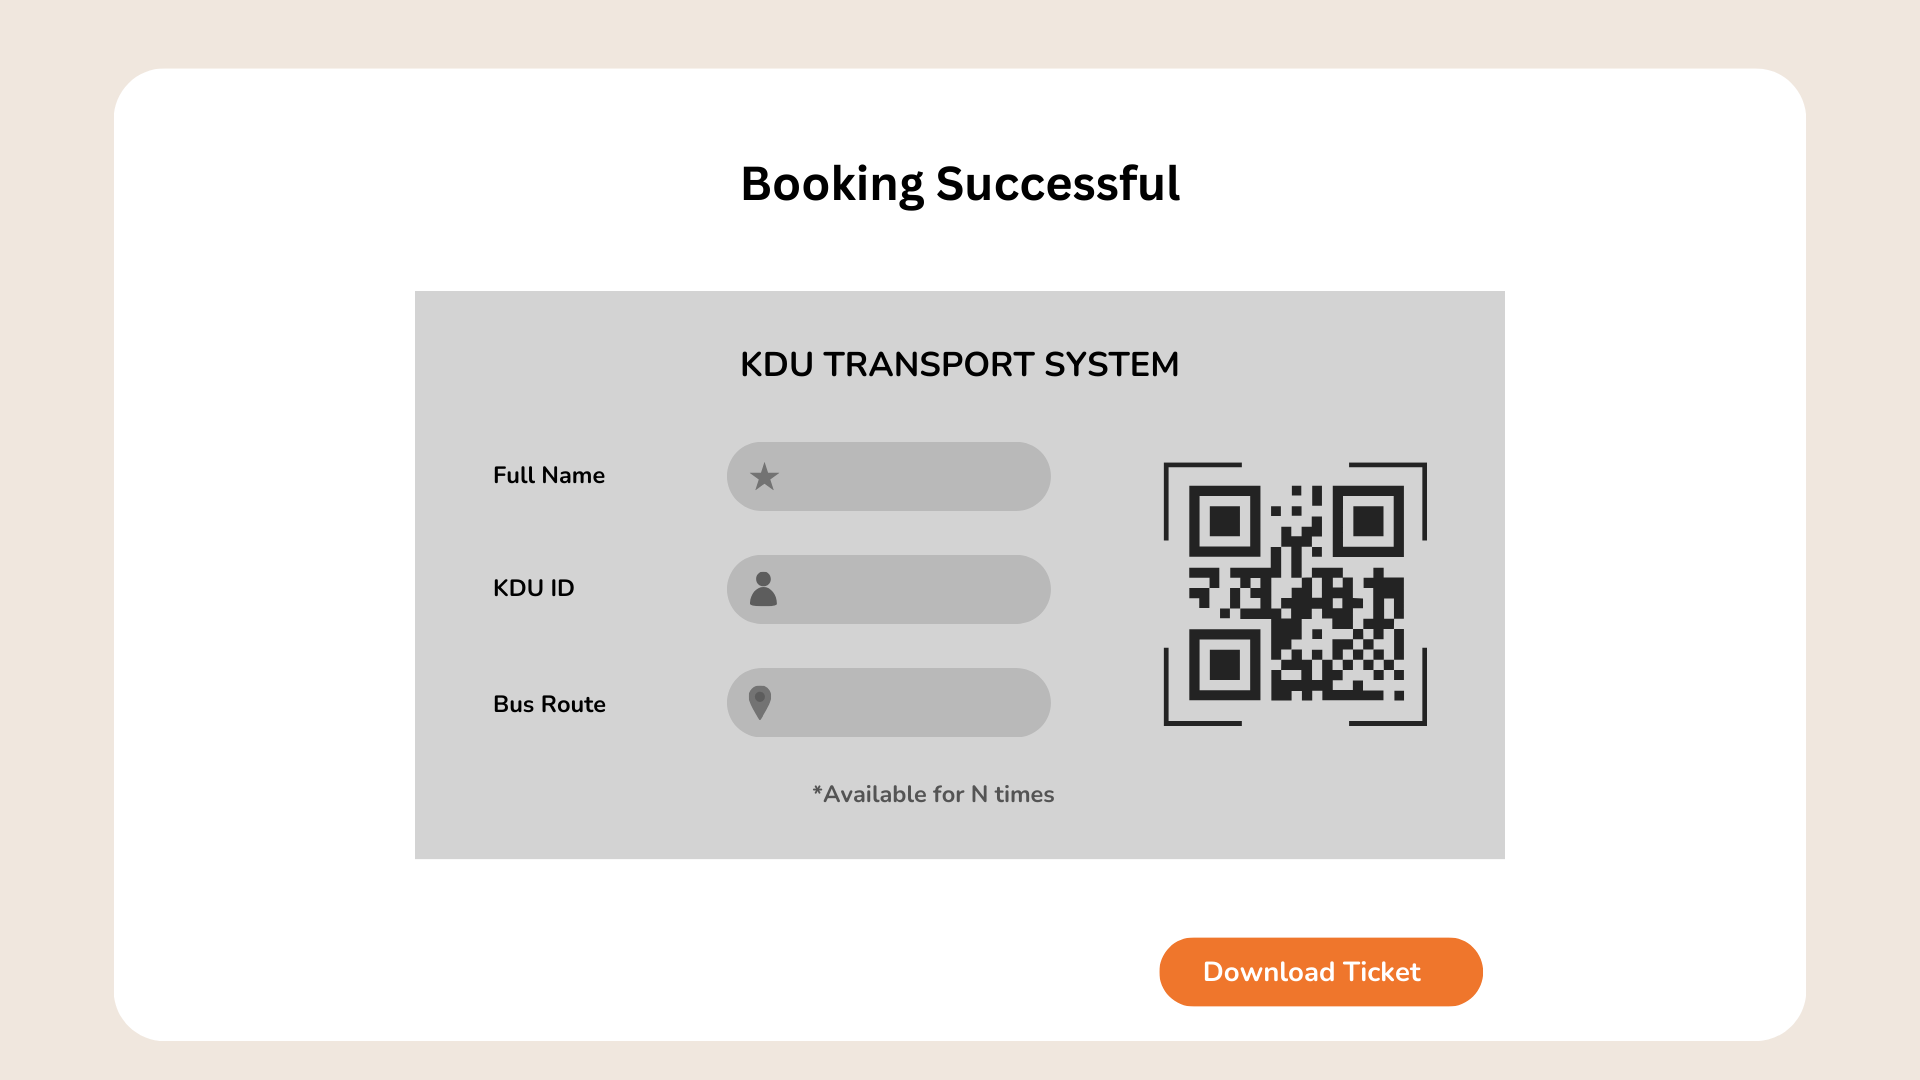 Booking Successful
KDU TRANSPORT SYSTEM
Full Name
KDU ID
Bus Route
*Available for N times
Download Ticket